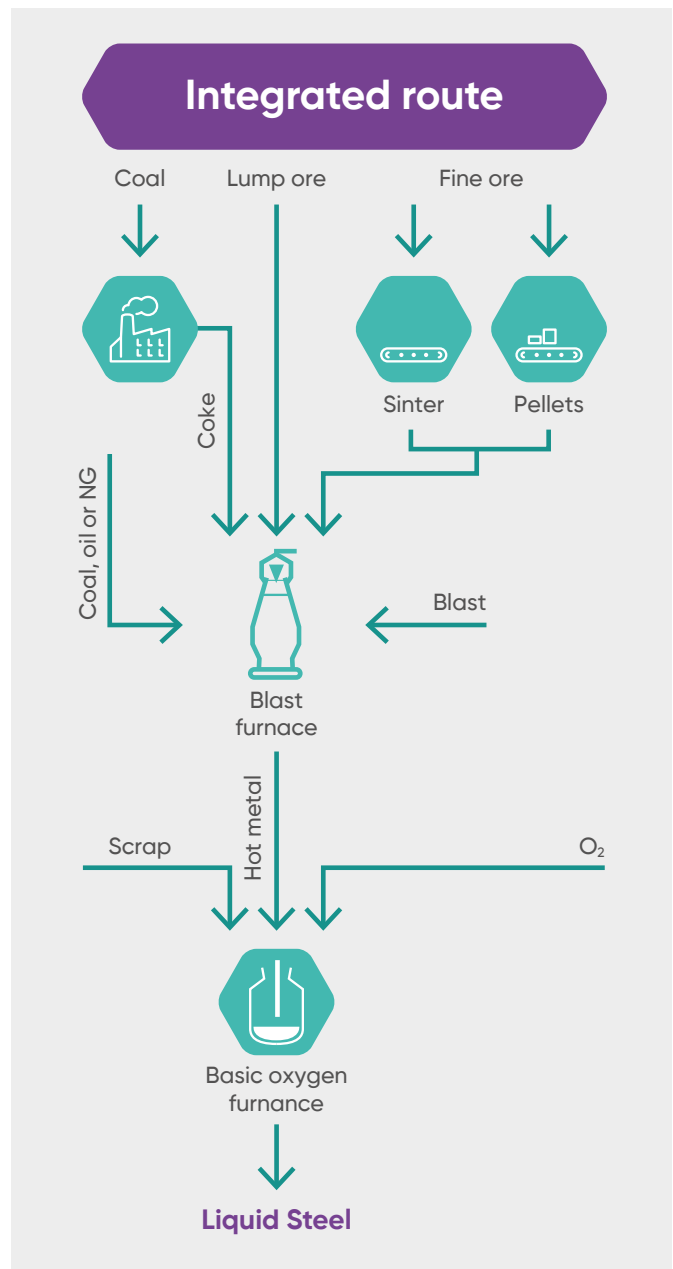 Integrated route
Coal
Lump ore
Fine ore
Coke
Sinter
Pellets
Coal, oil or NG
Blast
Blast
furnace
Hot metal
Scrap
O₂
Basic oxygen
furnance
Liquid Steel